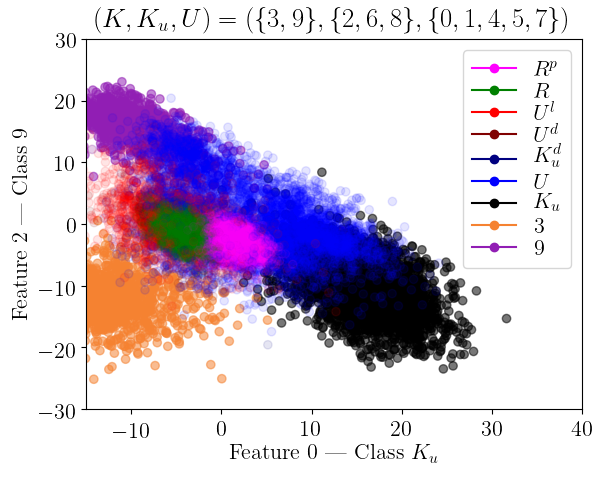 (K, K_u, U) = ({3, 9}, {2, 6, 8}, {0, 1, 4, 5, 7})
30
20
10
0
−10
−20
−30
Feature 2 — Class 9
R^p
R
U^l
U^d
K_u^d
U
K_u
3
9
−10
0
10
20
30
40
Feature 0 — Class K_u